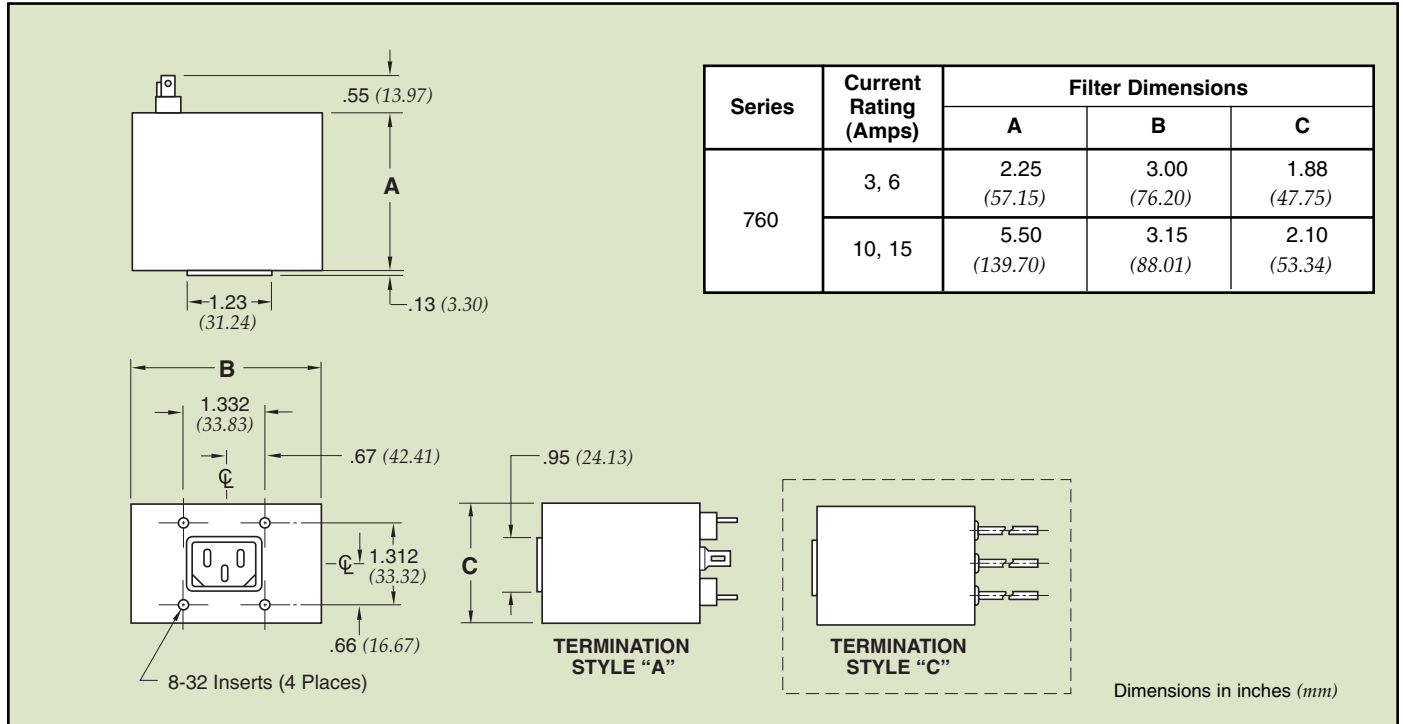 .55 (13.97)
A
1.23
(31.24)
.13 (3.30)
Series
Current
Rating
(Amps)
Filter Dimensions
A
B
C
760
3, 6
2.25
(57.15)
3.00
(76.20)
1.88
(47.75)
10, 15
5.50
(139.70)
3.15
(88.01)
2.10
(53.34)
B
1.332
(33.83)
.67 (42.41)
℄
℄
1.312
(33.32)
.66 (16.67)
8-32 Inserts (4 Places)
.95 (24.13)
C
TERMINATION
STYLE “A”
TERMINATION
STYLE “C”
Dimensions in inches (mm)